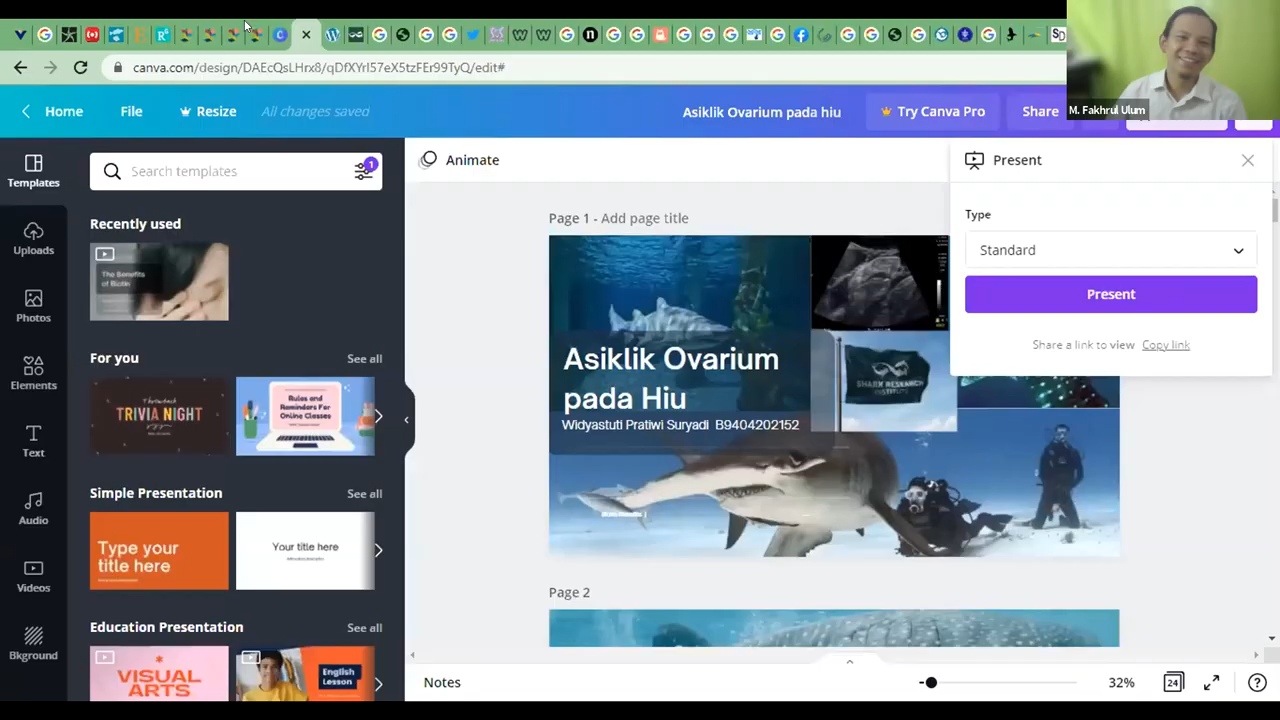 canva.com/design/DAEcQsLHrx8/qDfXYrI57eX5tzFEr99TyQ/edit#
M. Fakhrul Ulum
Home
File
Resize
All changes saved
Asiklik Ovarium pada hiu
Try Canva Pro
Share
Templates
Uploads
Photos
Elements
Text
Audio
Videos
Bkground
Search templates
1
Recently used
The Benefits
of Biotin
For you
See all
Throwback
TRIVIA NIGHT
Rules and
Reminders For
Online Classes
Simple Presentation
See all
Type your
title here
Your title here
Education Presentation
See all
VISUAL
ARTS
English
Lesson
Animate
Page 1 - Add page title
Asiklik Ovarium
pada Hiu
Widyastuti Pratiwi Suryadi B9404202152
SHARK RESEARCH
INSTITUTE
Page 2
Present
Type
Standard
Present
Share a link to view Copy link
Notes
32%
24